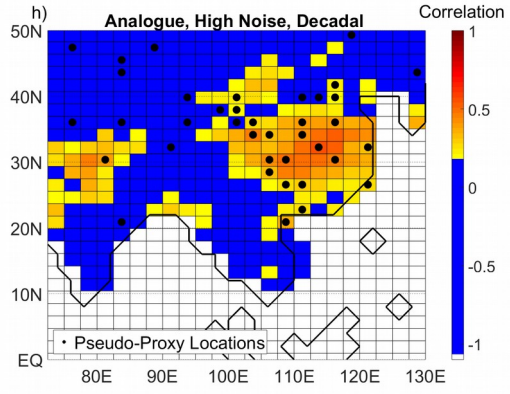 h)
Analogue, High Noise, Decadal
Correlation
50N
40N
30N
20N
10N
EQ
80E 90E 100E 110E 120E 130E
Pseudo-Proxy Locations
1
0.5
0
-0.5
-1